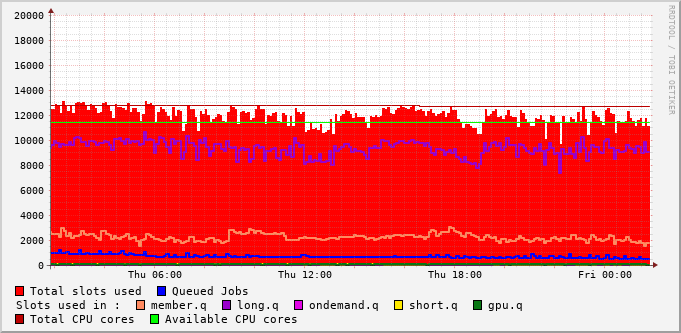 20000
18000
16000
14000
12000
10000
8000
6000
4000
2000
0
Thu 06:00 Thu 12:00 Thu 18:00 Fri 00:00
RRDTOOL / TOBI OETIKER
Total slots used Queued Jobs
Slots used in : member.q long.q ondemand.q short.q gpu.q
Total CPU cores Available CPU cores